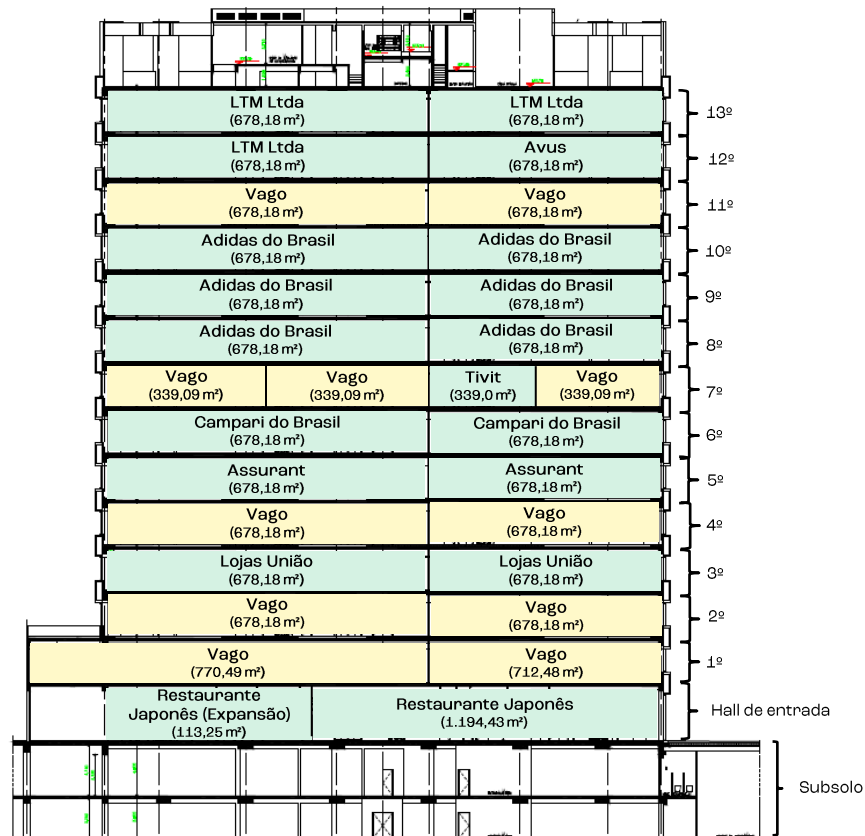 LTM Ltda
(678,18 m²)
LTM Ltda
(678,18 m²)
13º
LTM Ltda
(678,18 m²)
Avus
(678,18 m²)
12º
Vago
(678,18 m²)
Vago
(678,18 m²)
11º
Adidas do Brasil
(678,18 m²)
Adidas do Brasil
(678,18 m²)
10º
Adidas do Brasil
(678,18 m²)
Adidas do Brasil
(678,18 m²)
9º
Adidas do Brasil
(678,18 m²)
Adidas do Brasil
(678,18 m²)
8º
Vago
(339,09 m²)
Vago
(339,09 m²)
Tivit
(339,0 m²)
Vago
(339,09 m²)
7º
Campari do Brasil
(678,18 m²)
Campari do Brasil
(678,18 m²)
6º
Assurant
(678,18 m²)
Assurant
(678,18 m²)
5º
Vago
(678,18 m²)
Vago
(678,18 m²)
4º
Lojas União
(678,18 m²)
Lojas União
(678,18 m²)
3º
Vago
(678,18 m²)
Vago
(678,18 m²)
2º
Vago
(770,49 m²)
Vago
(712,48 m²)
1º
Restaurante
Japonês (Expansão)
(113,25 m²)
Restaurante Japonês
(1.194,43 m²)
Hall de entrada
Subsolo